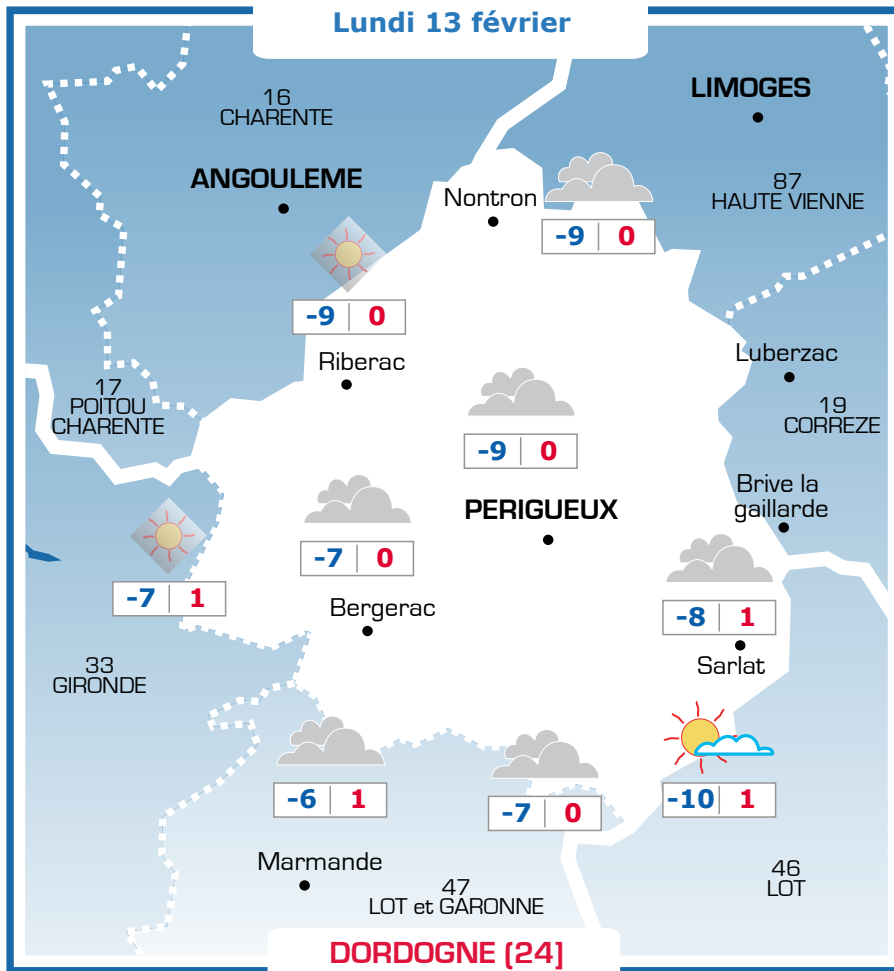 Lundi 13 février
LIMOGES
16
CHARENTE
ANGOULEME
87
HAUTE VIENNE
Nontron
-9 0
-9 0
Riberac
Luberzac
17
POITOU
CHARENTE
19
CORREZE
-9 0
Brive la
gaillarde
PERIGUEUX
-7 0
-7 1
Bergerac
-8 1
Sarlat
33
GIRONDE
-6 1
-7 0
-10 1
Marmande
47
LOT et GARONNE
46
LOT
DORDOGNE (24]